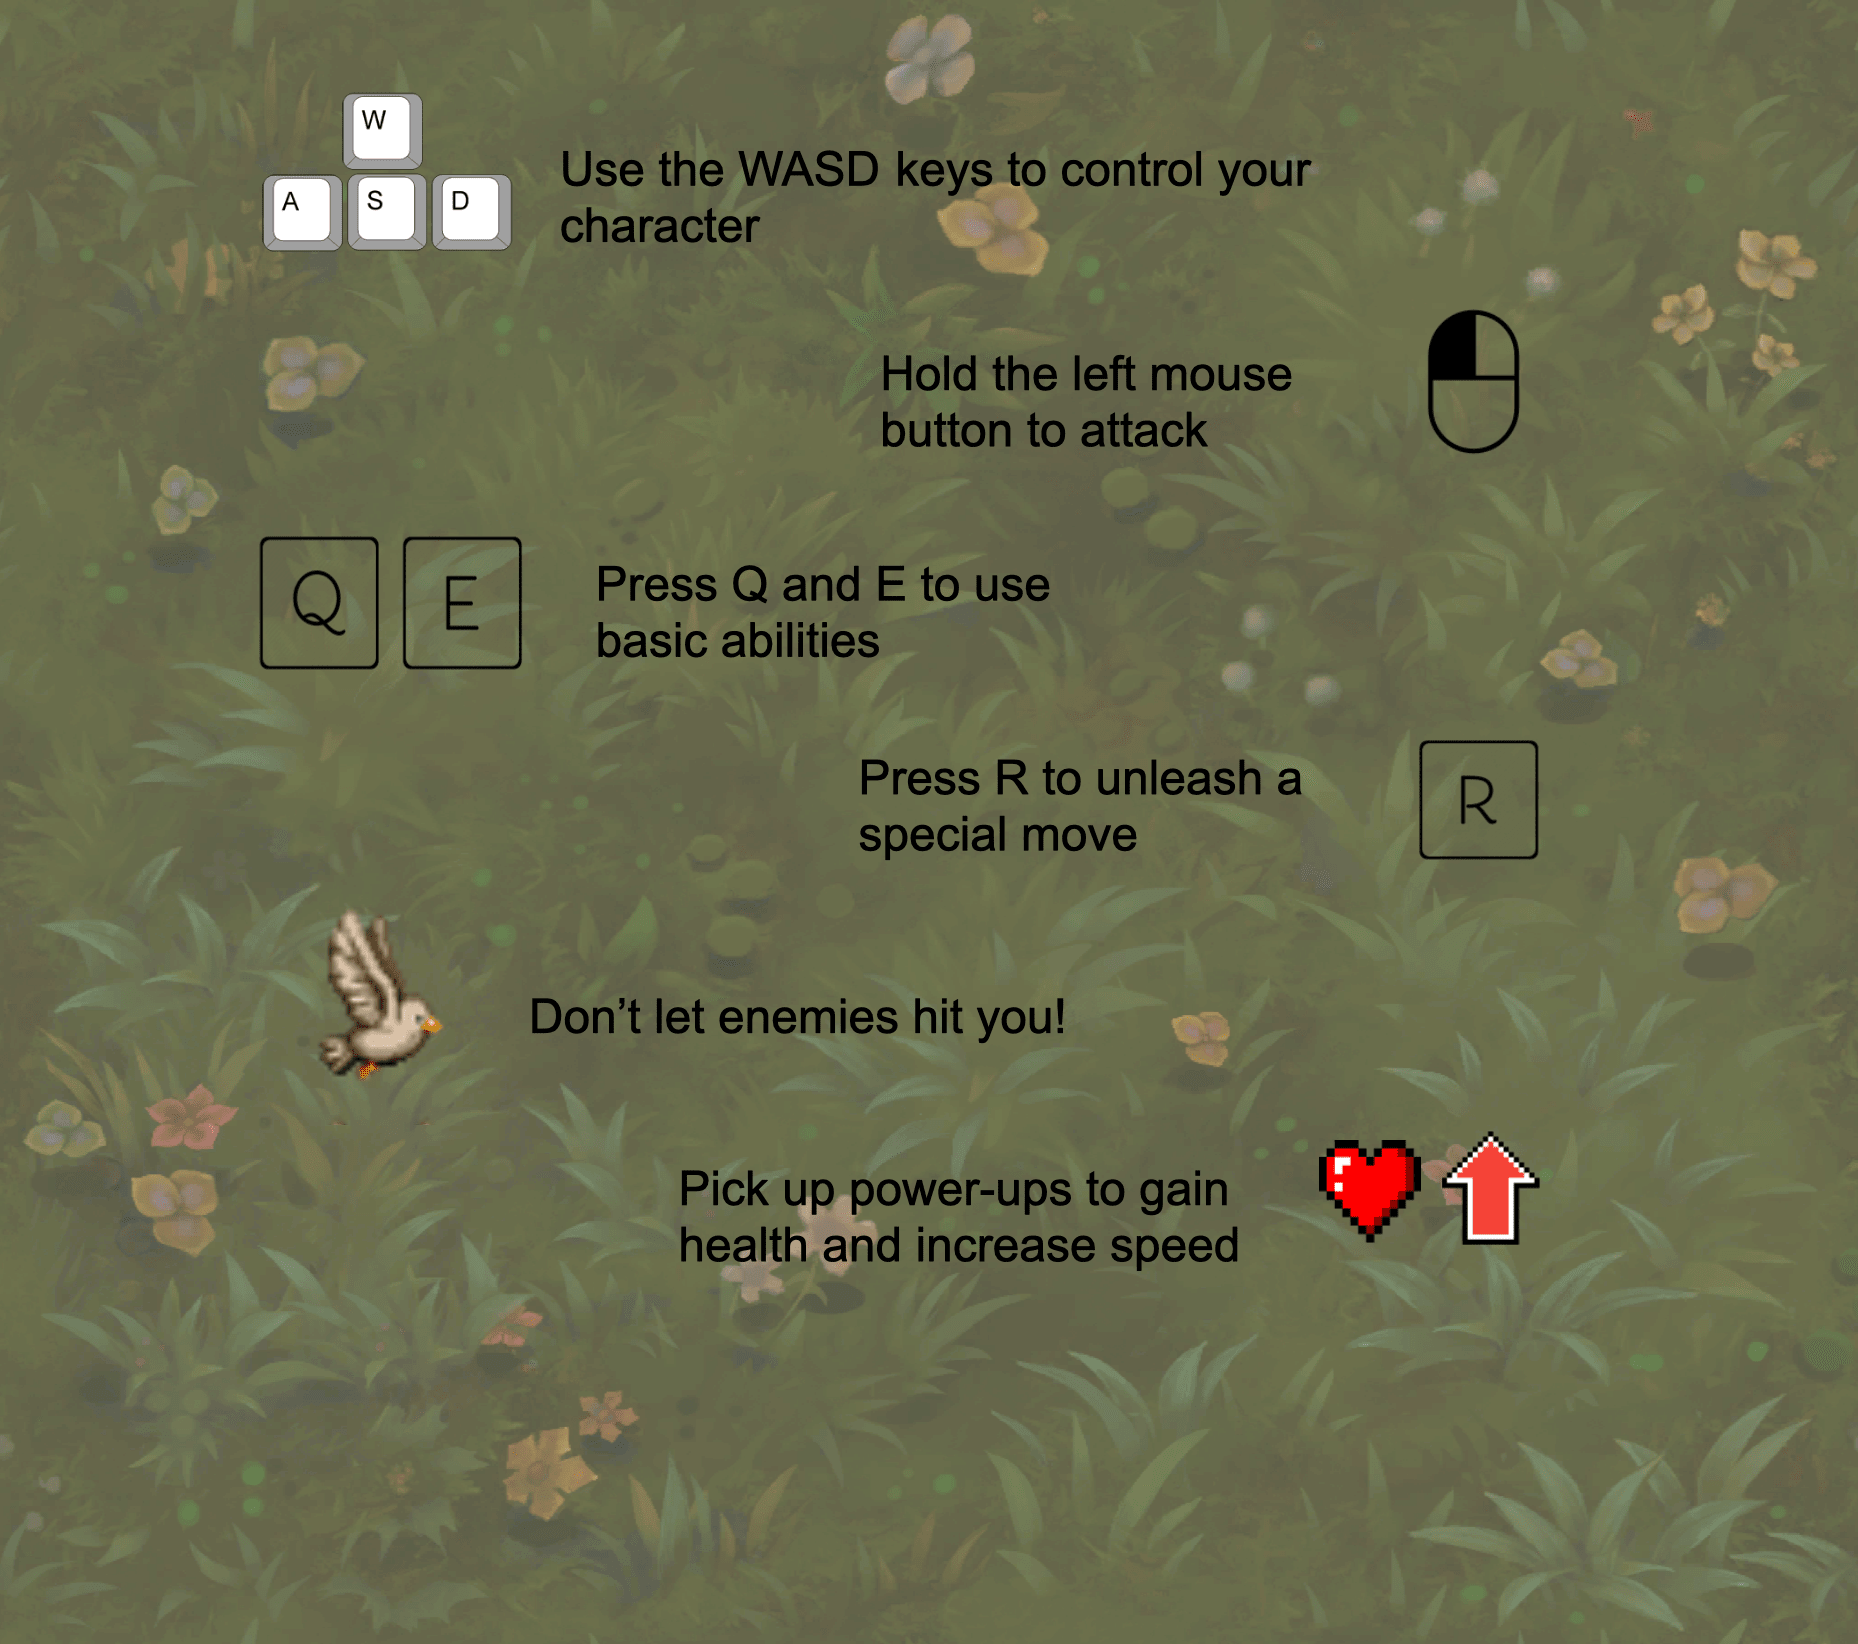 W
A S D
Use the WASD keys to control your
character
Hold the left mouse
button to attack
Q E
Press Q and E to use
basic abilities
Press R to unleash a
special move
R
Don’t let enemies hit you!
Pick up power-ups to gain
health and increase speed